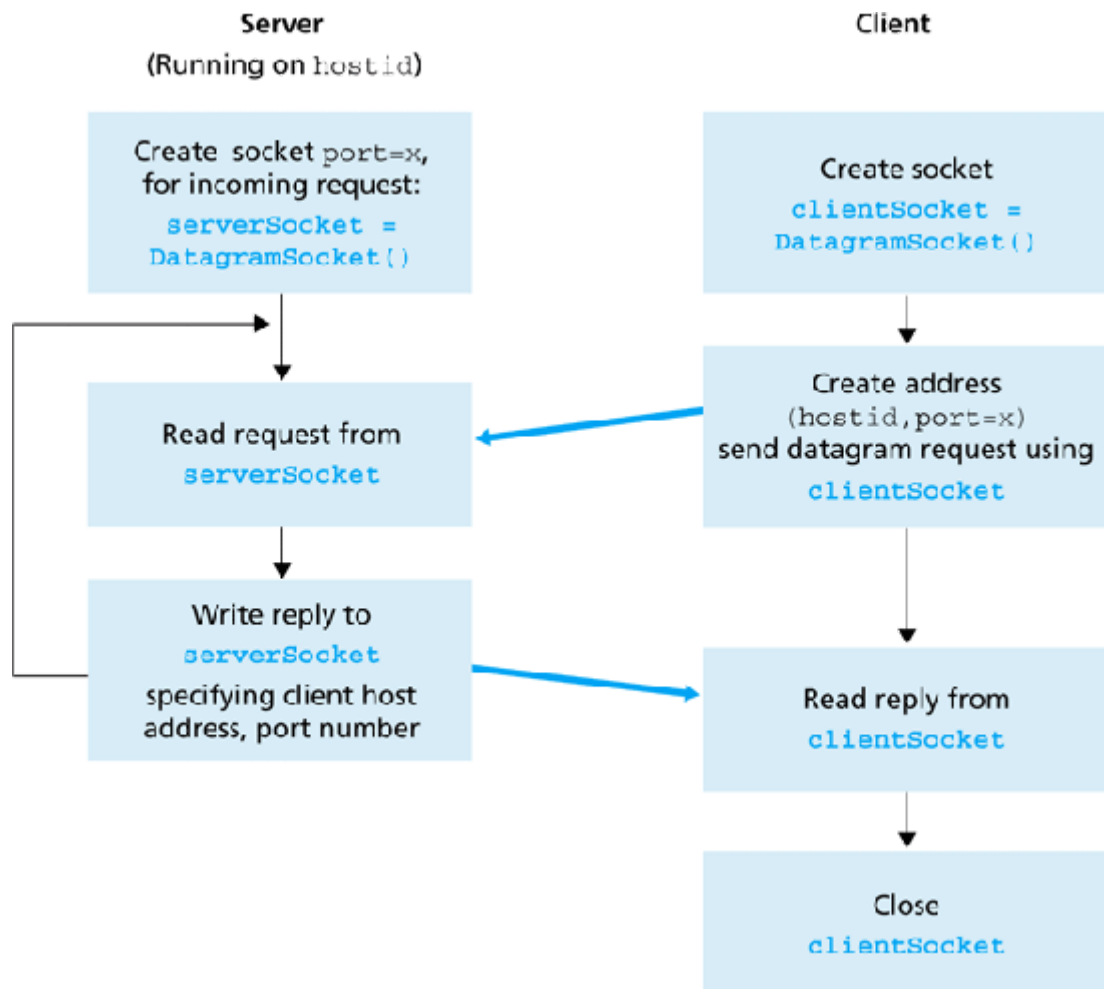 Server
(Running on hostid)
Create socket port=x,
for incoming request:
serverSocket =
DatagramSocket()
Read request from
serverSocket
Write reply to
serverSocket
specifying client host
address, port number
Client
Create socket
clientSocket =
DatagramSocket()
Create address
(hostid,port=x)
send datagram request using
clientSocket
Read reply from
clientSocket
Close
clientSocket